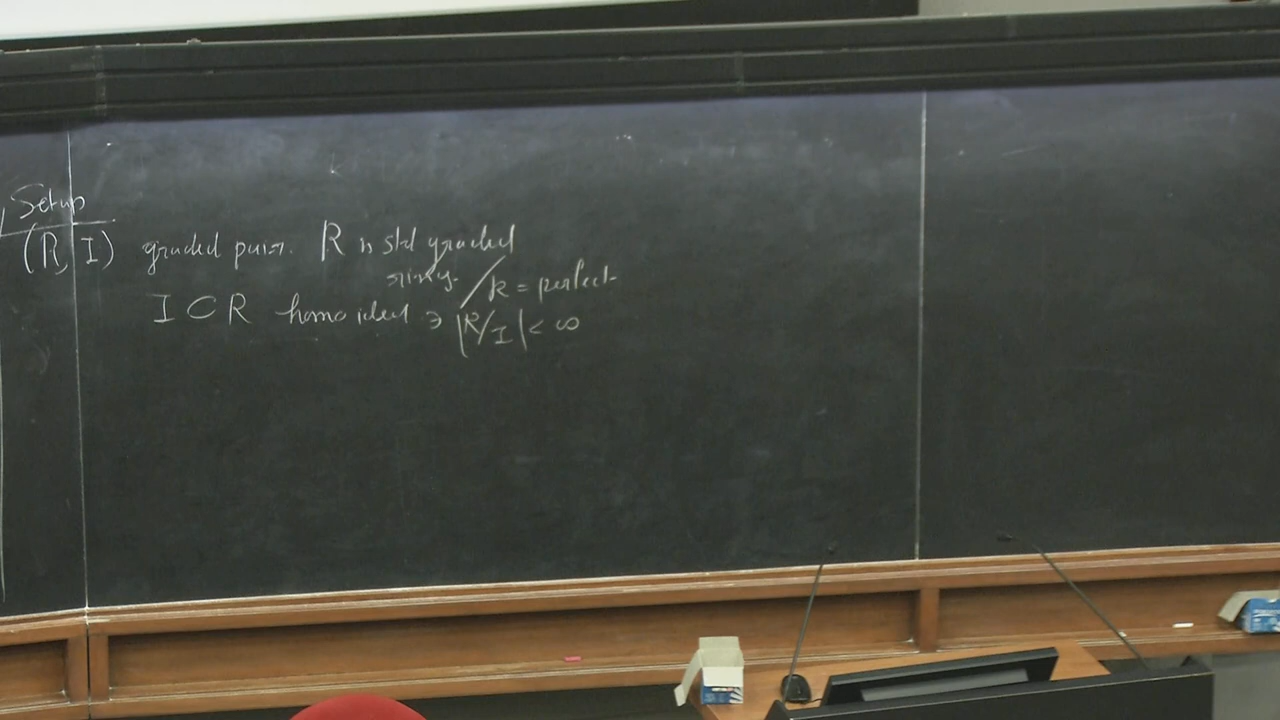 Setup
(R, I) graded pair. R is std graded
ring / k = perfect
I ⊂ R homo ideal ∋ |R/I| < ∞